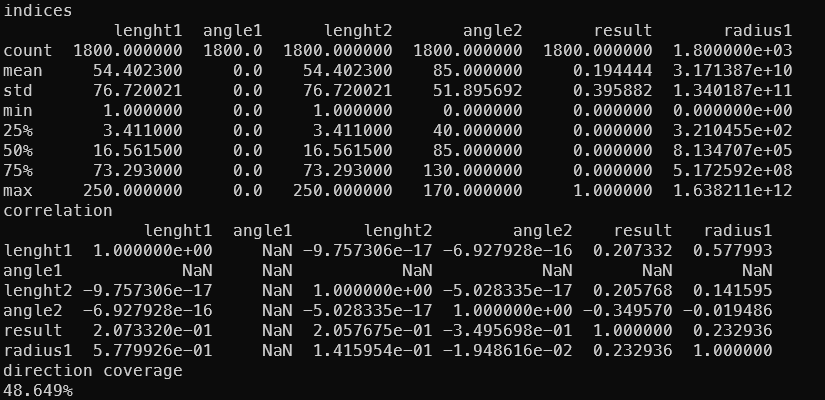 indices
lenght1 angle1 lenght2 angle2 result radius1
count 1800.000000 1800.0 1800.000000 1800.000000 1800.000000 1.800000e+03
mean 54.402300 0.0 54.402300 85.000000 0.194444 3.171387e+10
std 76.720021 0.0 76.720021 51.895692 0.395882 1.340187e+11
min 1.000000 0.0 1.000000 0.000000 0.000000 0.000000e+00
25% 3.411000 0.0 3.411000 40.000000 0.000000 3.210455e+02
50% 16.561500 0.0 16.561500 85.000000 0.000000 8.134707e+05
75% 73.293000 0.0 73.293000 130.000000 0.000000 5.172592e+08
max 250.000000 0.0 250.000000 170.000000 1.000000 1.638211e+12
correlation
lenght1 angle1 lenght2 angle2 result radius1
lenght1 1.000000e+00 NaN -9.757306e-17 -6.927928e-16 0.207332 0.577993
angle1 NaN NaN NaN NaN NaN NaN
lenght2 -9.757306e-17 NaN 1.000000e+00 -5.028335e-17 0.205768 0.141595
angle2 -6.927928e-16 NaN -5.028335e-17 1.000000e+00 -0.349570 -0.019486
result 2.073320e-01 NaN 2.057675e-01 -3.495698e-01 1.000000 0.232936
radius1 5.779926e-01 NaN 1.415954e-01 -1.948616e-02 0.232936 1.000000
direction coverage
48.649%